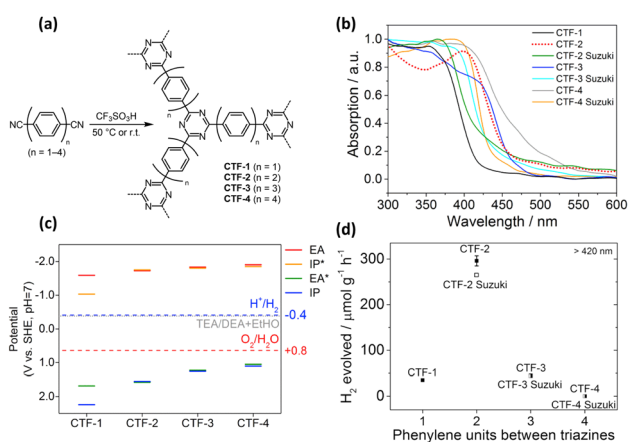 (a)
NC
CN
n
(n = 1–4)
CF₃SO₃H
50 °C or r.t.
N
N
N
N
N
N
N
N
N
N
N
N
n
n
n
CTF-1 (n = 1)
CTF-2 (n = 2)
CTF-3 (n = 3)
CTF-4 (n = 4)
(b)
Absorption / a.u.
1.0
0.8
0.6
0.4
0.2
0.0
CTF-1
CTF-2
CTF-2 Suzuki
CTF-3
CTF-3 Suzuki
CTF-4
CTF-4 Suzuki
300 350 400 450 500 550 600
Wavelength / nm
(c)
Potential
(V vs. SHE, pH=7)
-2.0
-1.0
0.0
1.0
2.0
EA
IP*
EA*
IP
H⁺/H₂
-0.4
TEA/DEA+EtHO
O₂/H₂O
+0.8
CTF-1 CTF-2 CTF-3 CTF-4
(d)
H₂ evolved / μmol g⁻¹ h⁻¹
300
200
100
50
0
> 420 nm
CTF-2
CTF-2 Suzuki
CTF-1
CTF-3
CTF-3 Suzuki
CTF-4
CTF-4 Suzuki
1 2 3 4
Phenylene units between triazines